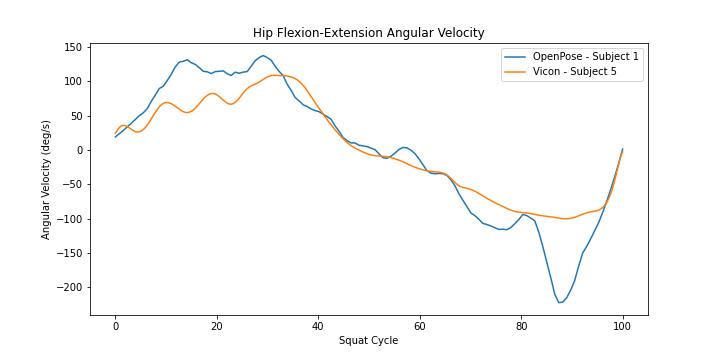 Hip Flexion-Extension Angular Velocity
OpenPose - Subject 1
Vicon - Subject 5
Angular Velocity (deg/s)
150
100
50
0
−50
−100
−150
−200
0 20 40 60 80 100
Squat Cycle